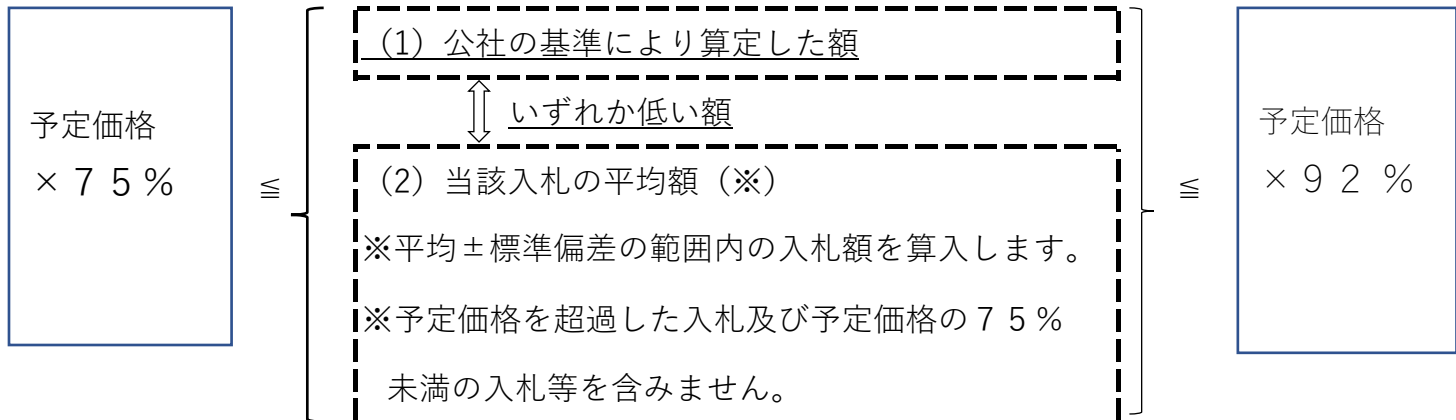 予定価格
×７５％
≦
（1）公社の基準により算定した額
いずれか低い額
（2）当該入札の平均額（※）
※平均±標準偏差の範囲内の入札額を算入します。
※予定価格を超過した入札及び予定価格の７５％
未満の入札等を含みません。
≦
予定価格
×９２％